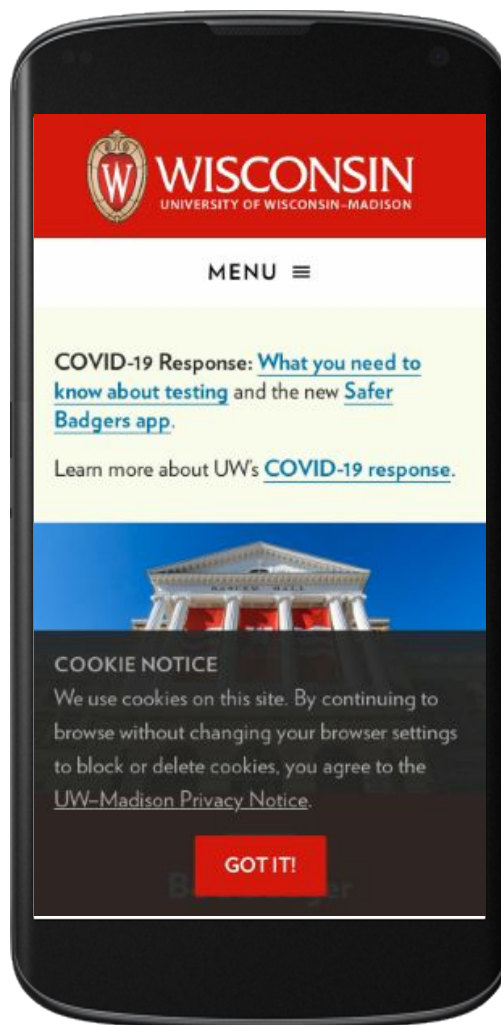 W
WISCONSIN
UNIVERSITY OF WISCONSIN–MADISON
MENU
COVID-19 Response: What you need to
know about testing and the new Safer
Badgers app.
Learn more about UW's COVID-19 response.
BASCOM HALL
COOKIE NOTICE
We use cookies on this site. By continuing to
browse without changing your browser settings
to block or delete cookies, you agree to the
UW–Madison Privacy Notice.
GOT IT!